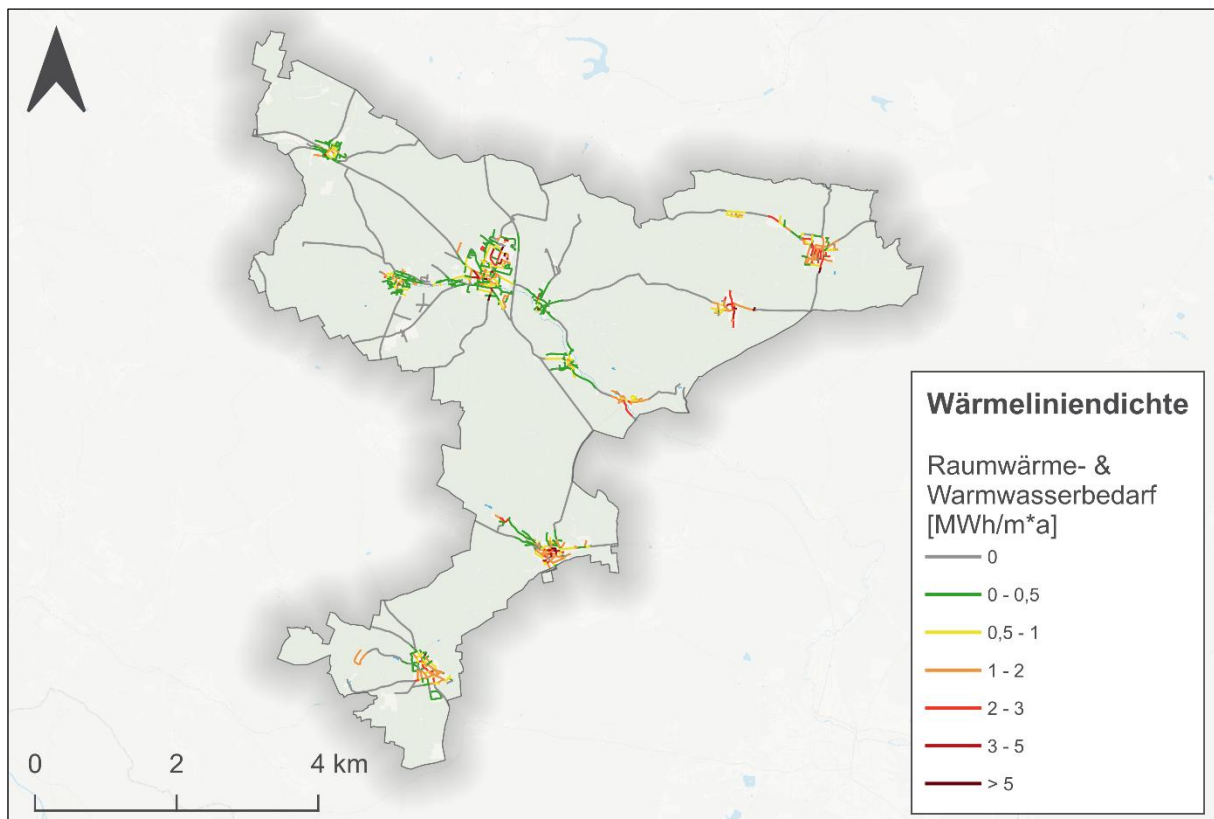 Wärmeliniendichte
Raumwärme- &
Warmwasserbedarf
[MWh/m*a]
0
0 - 0,5
0,5 - 1
1 - 2
2 - 3
3 - 5
> 5
0 2 4 km